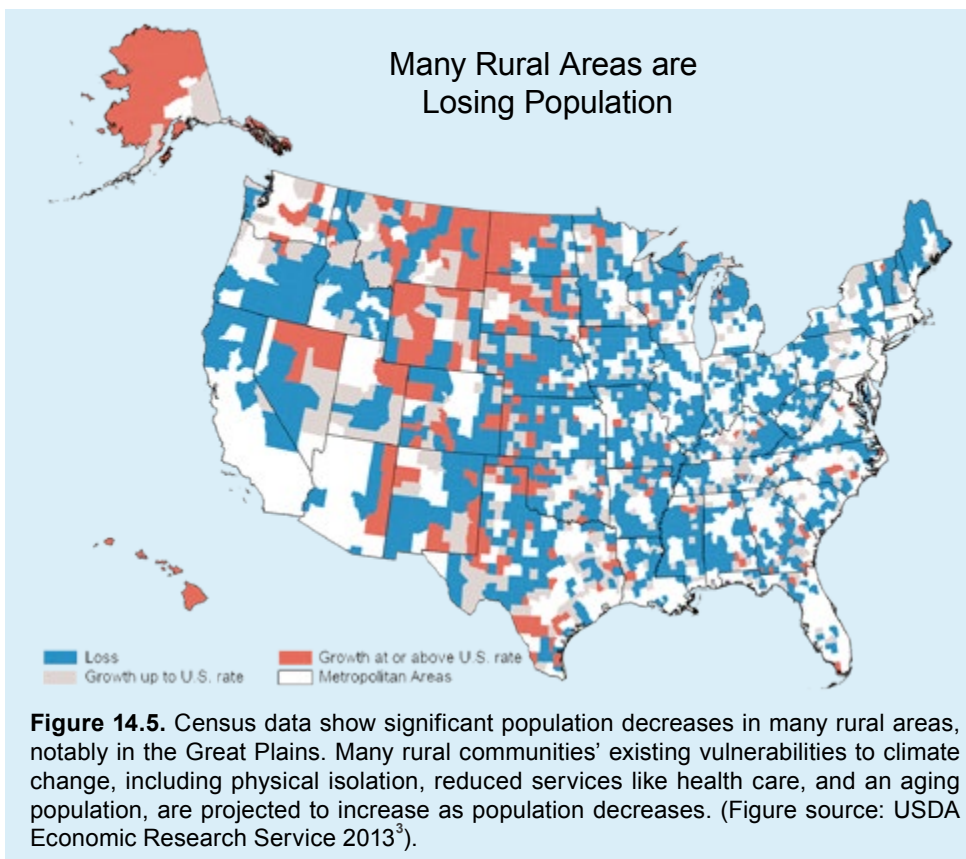 Many Rural Areas are
Losing Population
Loss
Growth at or above U.S. rate
Growth up to U.S. rate
Metropolitan Areas
Figure 14.5. Census data show significant population decreases in many rural areas,
notably in the Great Plains. Many rural communities' existing vulnerabilities to climate
change, including physical isolation, reduced services like health care, and an aging
population, are projected to increase as population decreases. (Figure source: USDA
Economic Research Service 2013³).